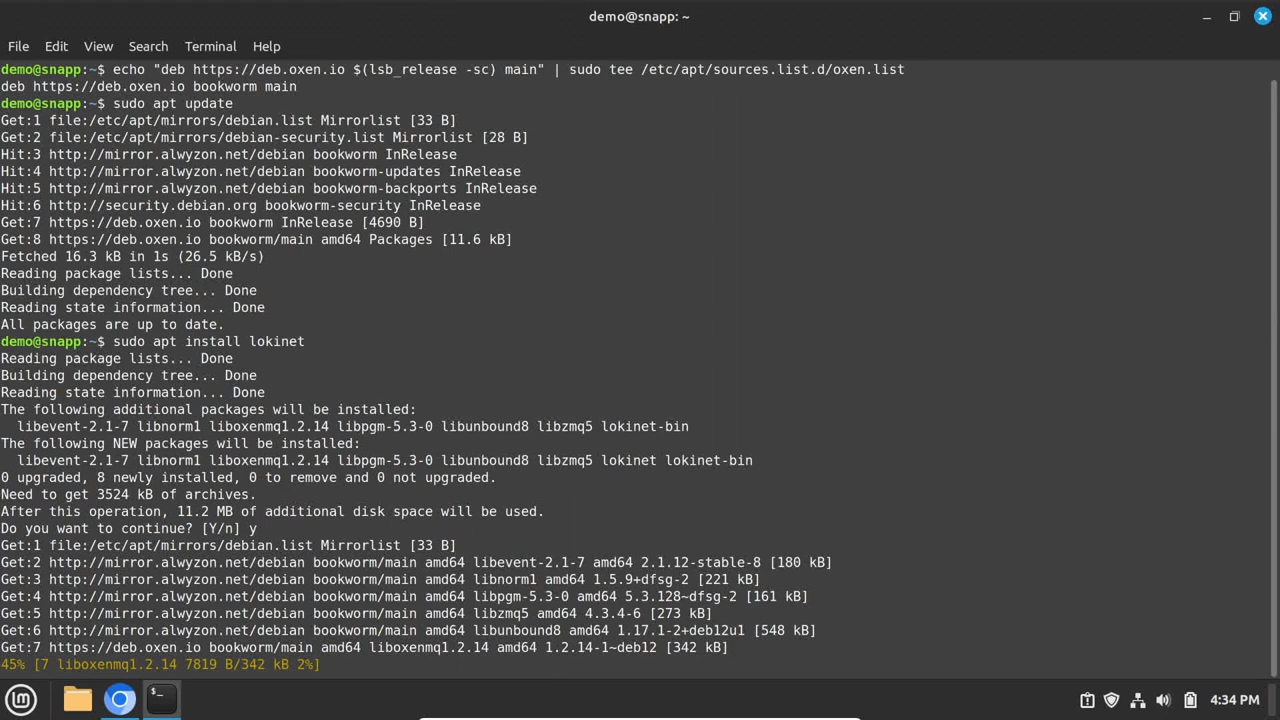 demo@snapp: ~
File Edit View Search Terminal Help
demo@snapp:~$ echo "deb https://deb.oxen.io $(lsb_release -sc) main" | sudo tee /etc/apt/sources.list.d/oxen.list
deb https://deb.oxen.io bookworm main
demo@snapp:~$ sudo apt update
Get:1 file:/etc/apt/mirrors/debian.list Mirrorlist [33 B]
Get:2 file:/etc/apt/mirrors/debian-security.list Mirrorlist [28 B]
Hit:3 http://mirror.alwyzon.net/debian bookworm InRelease
Hit:4 http://mirror.alwyzon.net/debian bookworm-updates InRelease
Hit:5 http://mirror.alwyzon.net/debian bookworm-backports InRelease
Hit:6 http://security.debian.org bookworm-security InRelease
Get:7 https://deb.oxen.io bookworm InRelease [4690 B]
Get:8 https://deb.oxen.io bookworm/main amd64 Packages [11.6 kB]
Fetched 16.3 kB in 1s (26.5 kB/s)
Reading package lists... Done
Building dependency tree... Done
Reading state information... Done
All packages are up to date.
demo@snapp:~$ sudo apt install lokinet
Reading package lists... Done
Building dependency tree... Done
Reading state information... Done
The following additional packages will be installed:
  libevent-2.1-7 libnorm1 liboxenmq1.2.14 libpgm-5.3-0 libunbound8 libzmq5 lokinet-bin
The following NEW packages will be installed:
  libevent-2.1-7 libnorm1 liboxenmq1.2.14 libpgm-5.3-0 libunbound8 libzmq5 lokinet lokinet-bin
0 upgraded, 8 newly installed, 0 to remove and 0 not upgraded.
Need to get 3524 kB of archives.
After this operation, 11.2 MB of additional disk space will be used.
Do you want to continue? [Y/n] y
Get:1 file:/etc/apt/mirrors/debian.list Mirrorlist [33 B]
Get:2 http://mirror.alwyzon.net/debian bookworm/main amd64 libevent-2.1-7 amd64 2.1.12-stable-8 [180 kB]
Get:3 http://mirror.alwyzon.net/debian bookworm/main amd64 libnorm1 amd64 1.5.9+dfsg-2 [221 kB]
Get:4 http://mirror.alwyzon.net/debian bookworm/main amd64 libpgm-5.3-0 amd64 5.3.128~dfsg-2 [161 kB]
Get:5 http://mirror.alwyzon.net/debian bookworm/main amd64 libzmq5 amd64 4.3.4-6 [273 kB]
Get:6 http://mirror.alwyzon.net/debian bookworm/main amd64 libunbound8 amd64 1.17.1-2+deb12u1 [548 kB]
Get:7 https://deb.oxen.io bookworm/main amd64 liboxenmq1.2.14 amd64 1.2.14-1~deb12 [342 kB]
45% [7 liboxenmq1.2.14 7819 B/342 kB 2%]
$_
4:34 PM